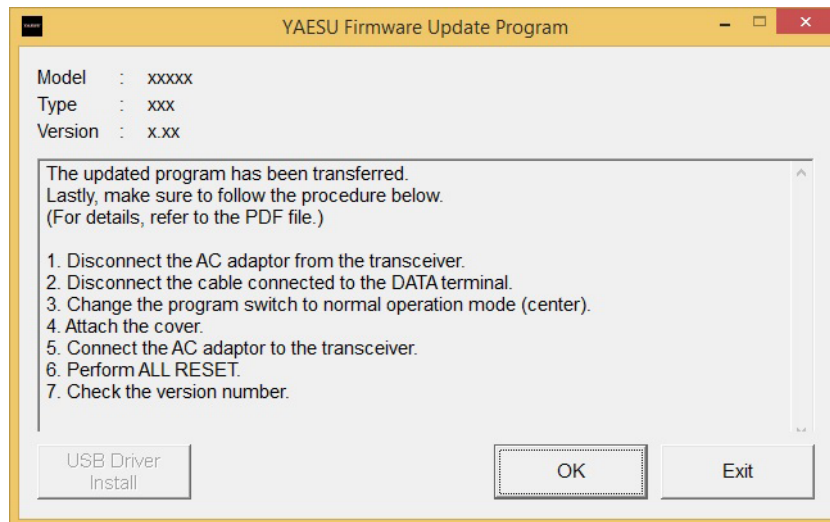 YAESU Firmware Update Program
Model : xxxxx
Type : xxx
Version : x.xx
The updated program has been transferred.
Lastly, make sure to follow the procedure below.
(For details, refer to the PDF file.)
1. Disconnect the AC adaptor from the transceiver.
2. Disconnect the cable connected to the DATA terminal.
3. Change the program switch to normal operation mode (center).
4. Attach the cover.
5. Connect the AC adaptor to the transceiver.
6. Perform ALL RESET.
7. Check the version number.
USB Driver
Install
OK
Exit